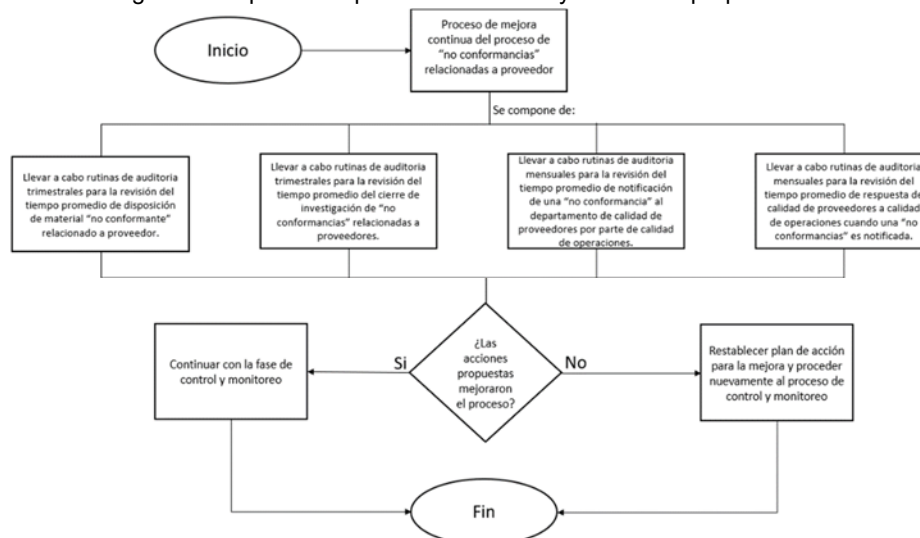 Inicio
Proceso de mejora
continua del proceso de
“no conformancias”
relacionadas a proveedor
Se compone de:
Llevar a cabo rutinas de auditoria
trimestrales para la revisión del
tiempo promedio de disposición
de material “no conformante”
relacionado a proveedor.
Llevar a cabo rutinas de auditoria
trimestrales para la revisión del
tiempo promedio del cierre de
investigación de “no
conformancias” relacionadas a
proveedores.
Llevar a cabo rutinas de auditoria
mensuales para la revisión del
tiempo promedio de notificación
de una “no conformancia” al
departamento de calidad de
proveedores por parte de calidad
de operaciones.
Llevar a cabo rutinas de auditoria
mensuales para la revisión del
tiempo promedio de respuesta de
calidad de proveedores a calidad
de operaciones cuando una “no
conformancias” es notificada.
¿Las
acciones
propuestas
mejoraron
el proceso?
Si
No
Continuar con la fase de
control y monitoreo
Restablecer plan de acción
para la mejora y proceder
nuevamente al proceso de
control y monitoreo
Fin